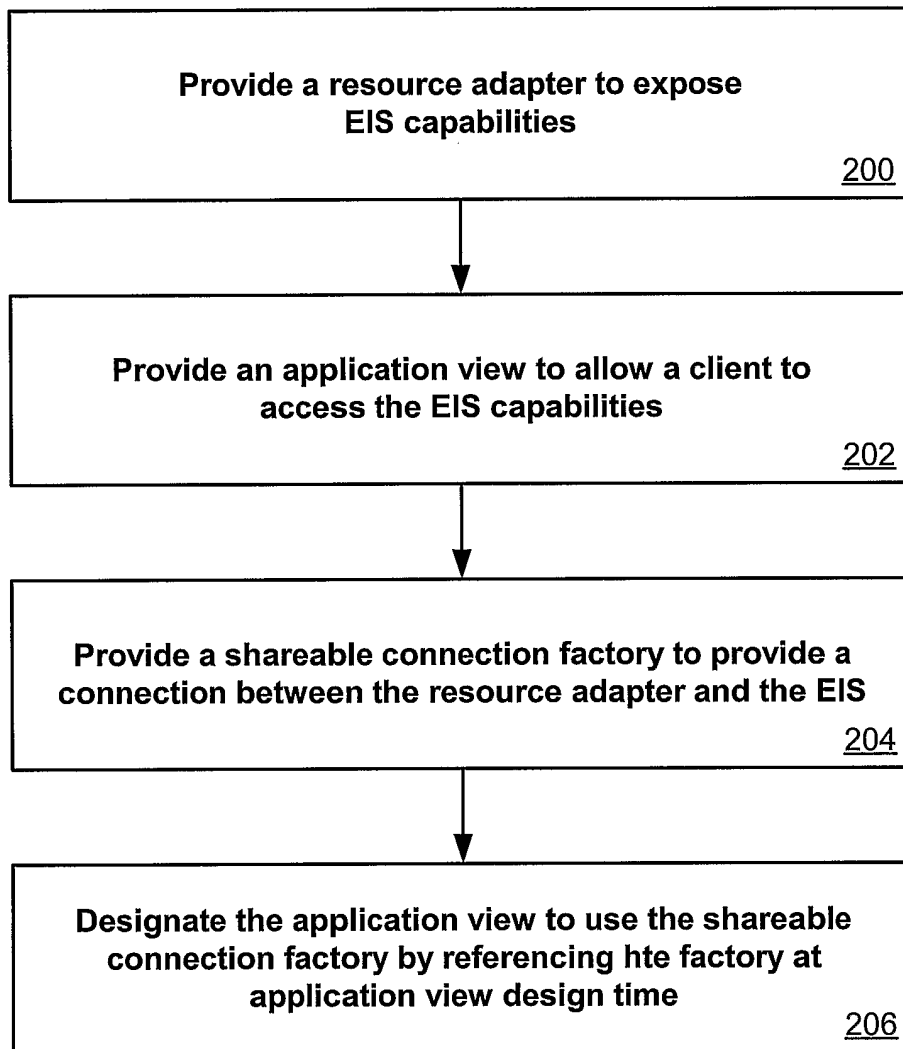 Provide a resource adapter to expose
EIS capabilities
200
Provide an application view to allow a client to
access the EIS capabilities
202
Provide a shareable connection factory to provide a
connection between the resource adapter and the EIS
204
Designate the application view to use the shareable
connection factory by referencing hte factory at
application view design time
206